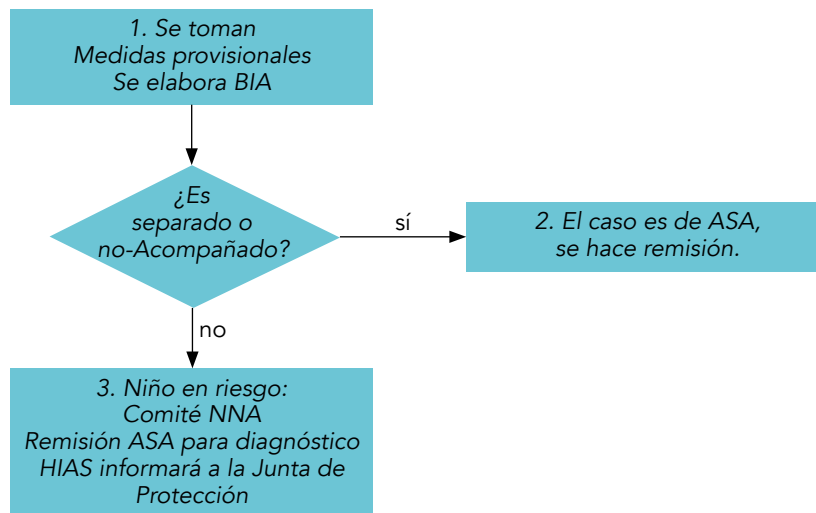 1. Se toman
Medidas provisionales
Se elabora BIA
¿Es
separado o
no-Acompañado?
sí
2. El caso es de ASA,
se hace remisión.
no
3. Niño en riesgo:
Comité NNA
Remisión ASA para diagnóstico
HIAS informará a la Junta de
Protección